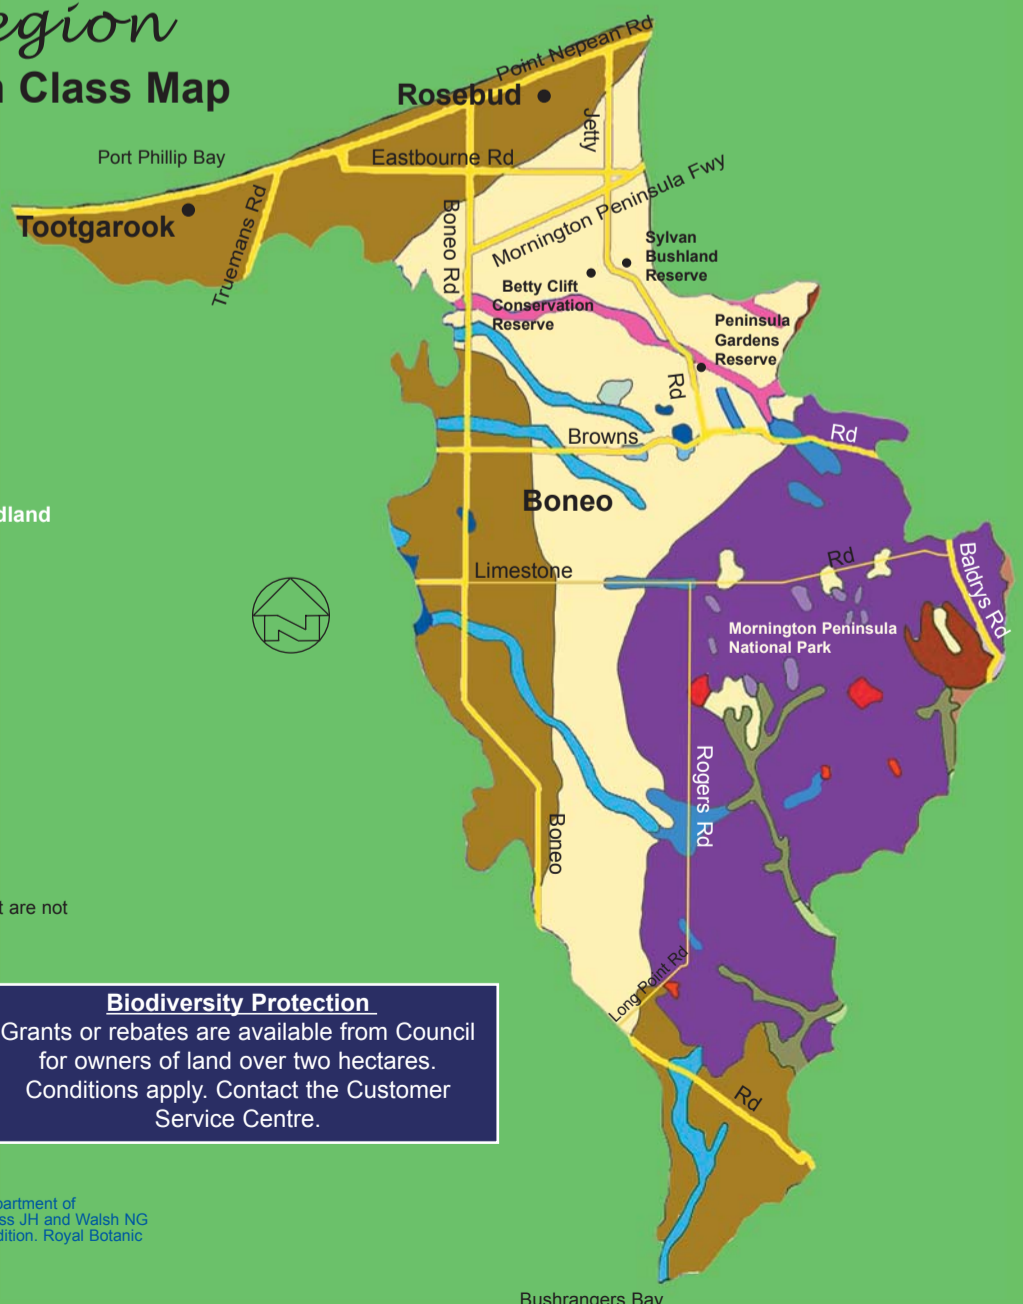 egion
n Class Map
Point Nepean Rd
Rosebud
Jetty
Port Phillip Bay
Eastbourne Rd
Mornington Peninsula Fwy
Tootgarook
Truemans Rd
Boneo Rd
Sylvan
Bushland
Reserve
Betty Clift
Conservation
Reserve
Peninsula
Gardens
Reserve
Rd
Browns
Rd
Boneo
dland
Limestone
Rd
Baldrys Rd
N
Mornington Peninsula
National Park
Rogers Rd
Boneo
t are not
Long Point Rd
Biodiversity Protection
Grants or rebates are available from Council
for owners of land over two hectares.
Conditions apply. Contact the Customer
Service Centre.
Rd
partment of
ss JH and Walsh NG
dition. Royal Botanic
Bushrangers Bay